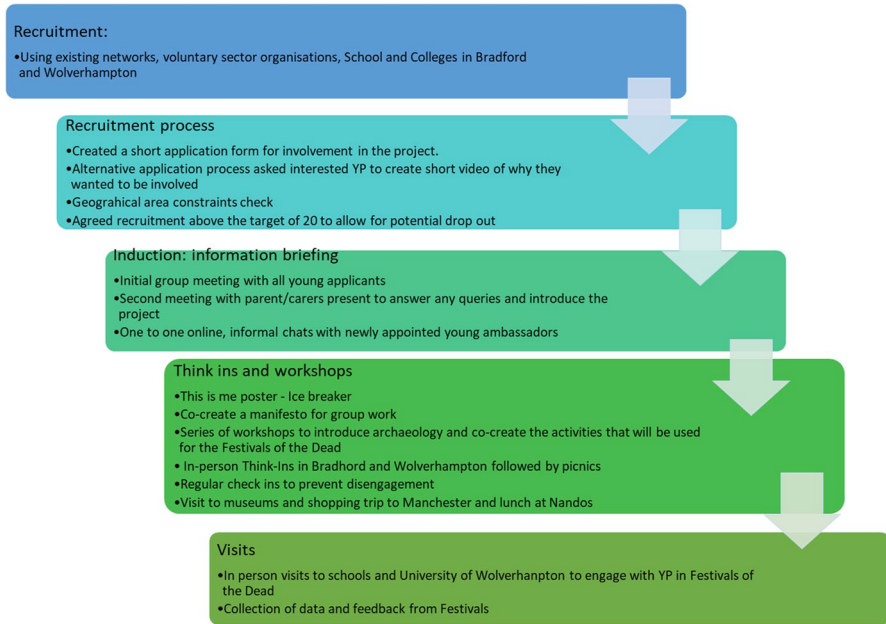 Recruitment:
•Using existing networks, voluntary sector organisations, School and Colleges in Bradford
and Wolverhampton
Recruitment process
•Created a short application form for involvement in the project.
•Alternative application process asked interested YP to create short video of why they
wanted to be involved
•Geograhical area constraints check
•Agreed recruitment above the target of 20 to allow for potential drop out
Induction: information briefing
•Initial group meeting with all young applicants
•Second meeting with parent/carers present to answer any queries and introduce the
project
•One to one online, informal chats with newly appointed young ambassadors
Think ins and workshops
•This is me poster - Ice breaker
•Co-create a manifesto for group work
•Series of workshops to introduce archaeology and co-create the activities that will be used
for the Festivals of the Dead
• In-person Think-Ins in Bradhord and Wolverhampton followed by picnics
•Regular check ins to prevent disengagement
•Visit to museums and shopping trip to Manchester and lunch at Nandos
Visits
•In person visits to schools and University of Wolverhanpton to engage with YP in Festivals of
the Dead
•Collection of data and feedback from Festivals